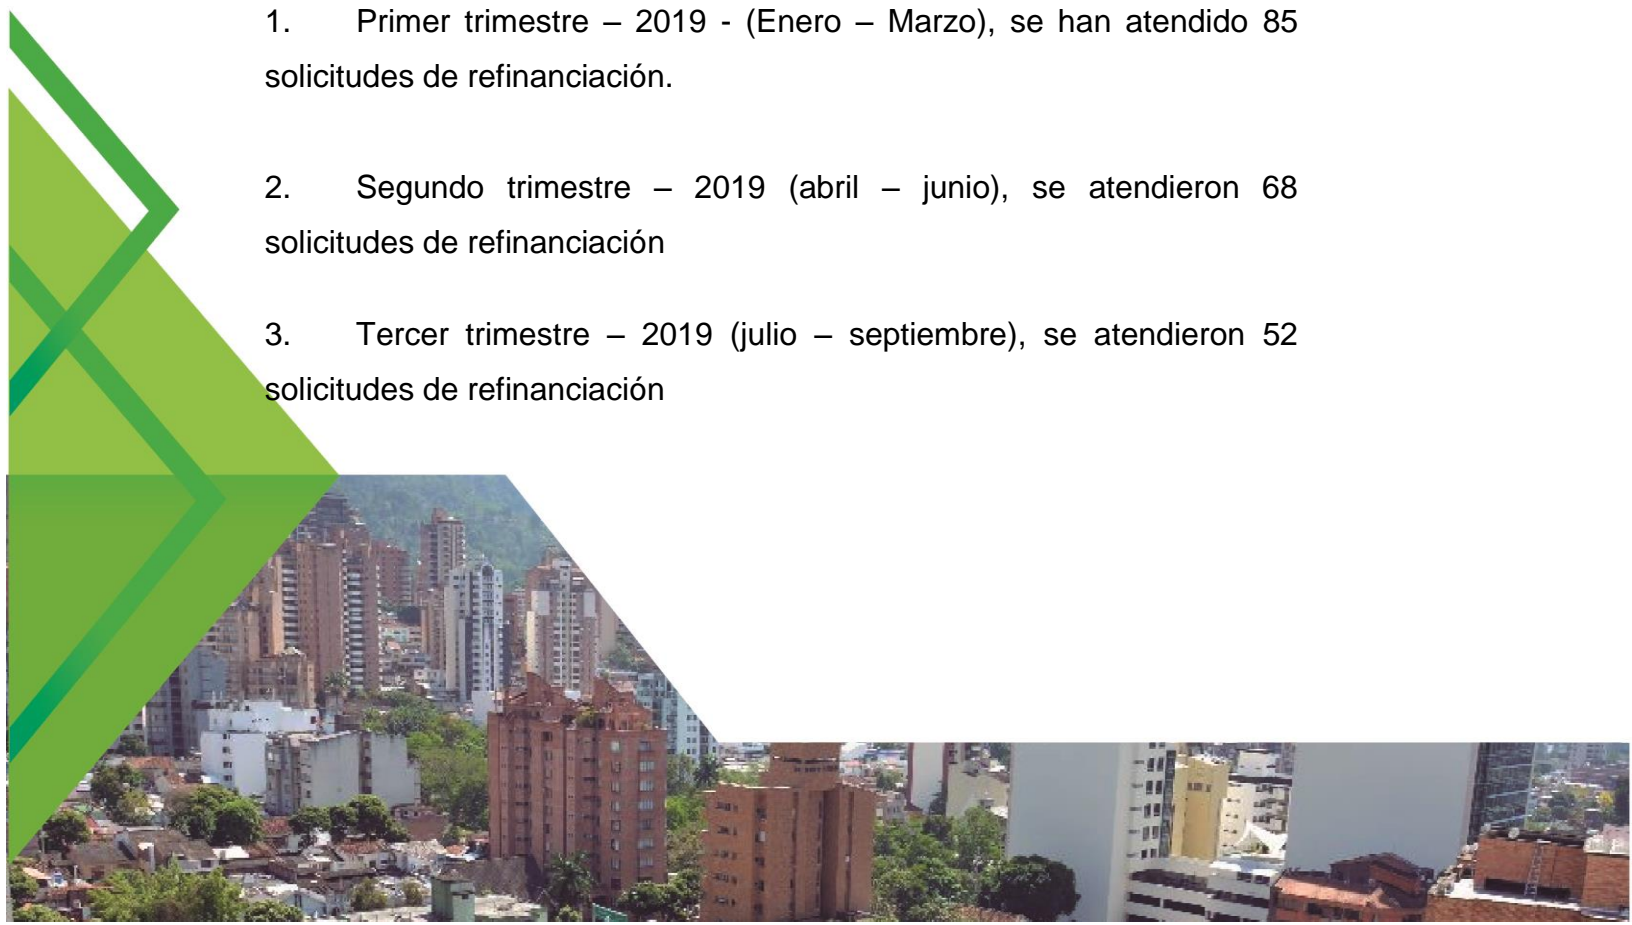 1. Primer trimestre – 2019 - (Enero – Marzo), se han atendido 85
solicitudes de refinanciación.
2. Segundo trimestre – 2019 (abril – junio), se atendieron 68
solicitudes de refinanciación
3. Tercer trimestre – 2019 (julio – septiembre), se atendieron 52
solicitudes de refinanciación